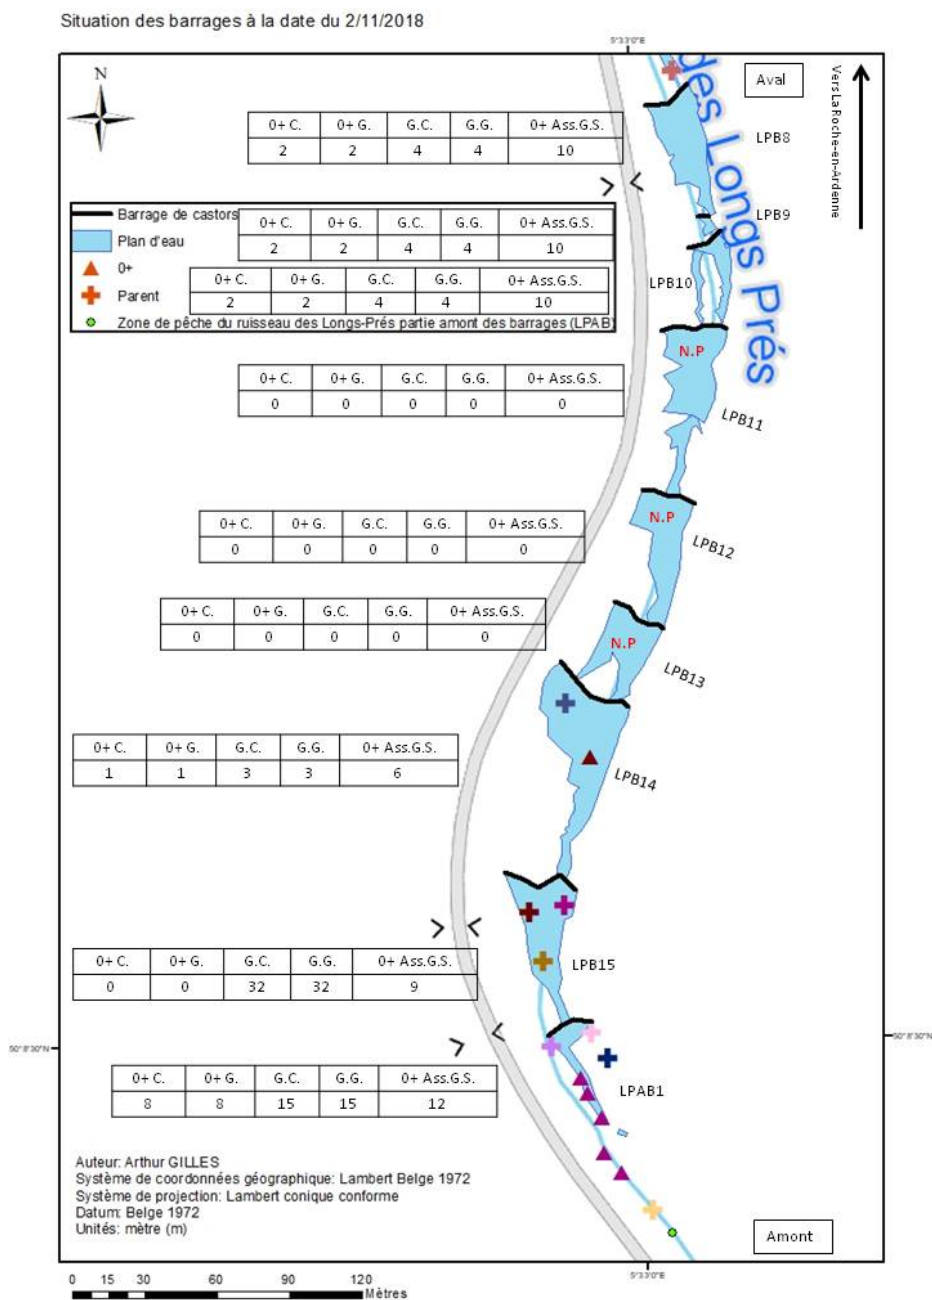 Situation des barrages à la date du 2/11/2018
5°33'0"E
N
Aval
Vers La Roche-en-Ardenne
des Longs Prés
0+ C. 0+ G. G.C. G.G. 0+ Ass.G.S.
2 2 4 4 10
LPB8
Barrage de castors
Plan d'eau
0+
Parent
Zone de pêche du ruisseau des Longs-Prés partie amont des barrages (LPAB)
0+ C. 0+ G. G.C. G.G. 0+ Ass.G.S.
2 2 4 4 10
LPB9
0+ C. 0+ G. G.C. G.G. 0+ Ass.G.S.
2 2 4 4 10
LPB10
N.P
0+ C. 0+ G. G.C. G.G. 0+ Ass.G.S.
0 0 0 0 0
LPB11
N.P
0+ C. 0+ G. G.C. G.G. 0+ Ass.G.S.
0 0 0 0 0
LPB12
0+ C. 0+ G. G.C. G.G. 0+ Ass.G.S.
0 0 0 0 0
N.P
LPB13
0+ C. 0+ G. G.C. G.G. 0+ Ass.G.S.
1 1 3 3 6
LPB14
0+ C. 0+ G. G.C. G.G. 0+ Ass.G.S.
0 0 32 32 9
LPB15
50°8'30"N
50°8'30"N
0+ C. 0+ G. G.C. G.G. 0+ Ass.G.S.
8 8 15 15 12
LPAB1
Auteur: Arthur GILLES
Système de coordonnées géographique: Lambert Belge 1972
Système de projection: Lambert conique conforme
Datum: Belge 1972
Unités: mètre (m)
Amont
5°33'0"E
0 15 30 60 90 120
Mètres